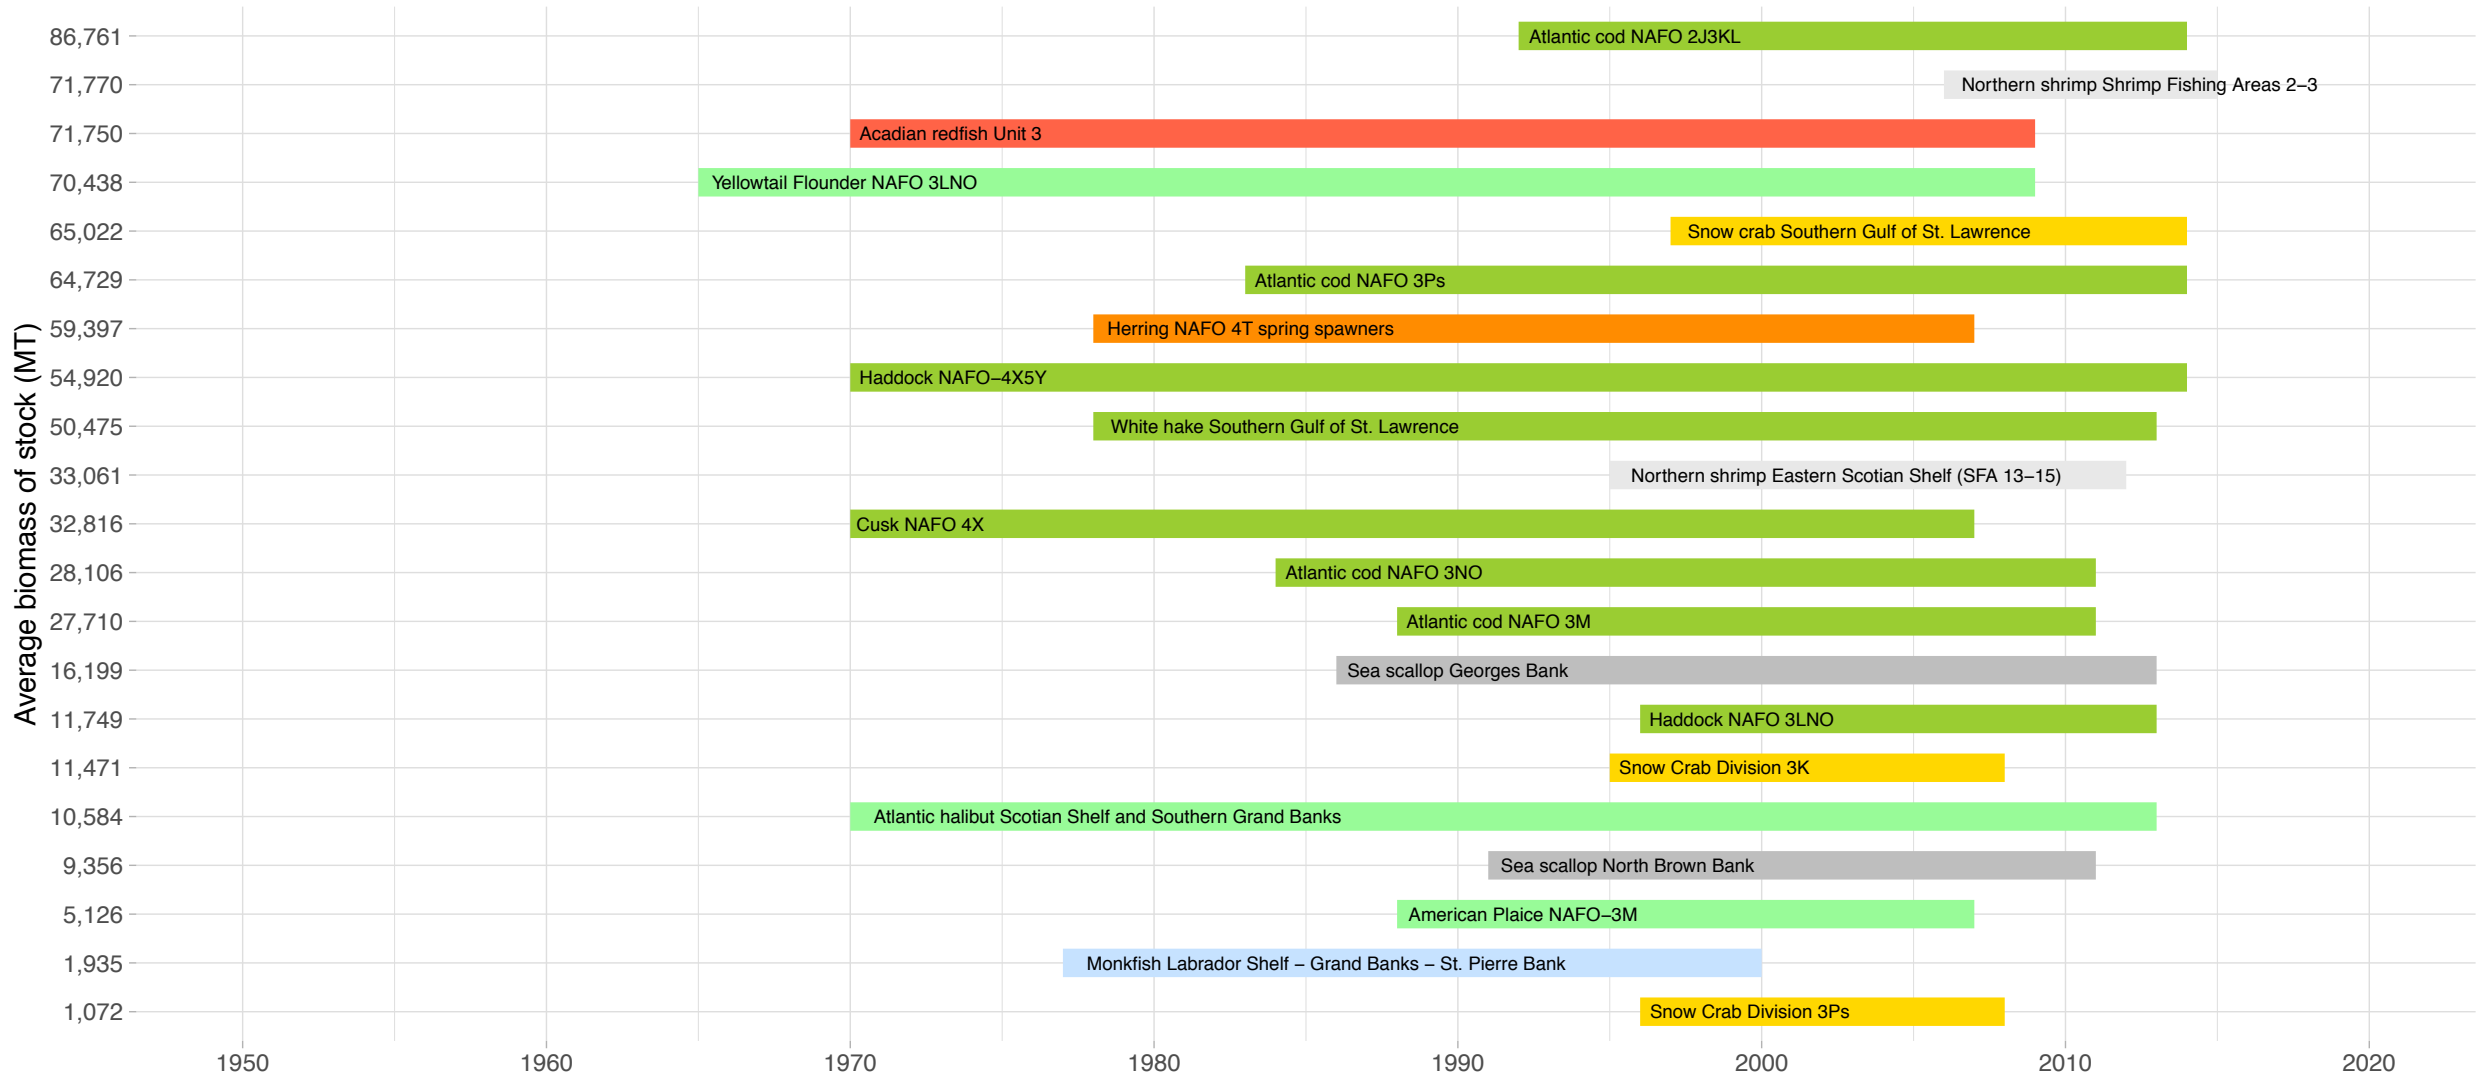 Average biomass of stock (MT)
86,761 Atlantic cod NAFO 2J3KL
71,770 Northern shrimp Shrimp Fishing Areas 2–3
71,750 Acadian redfish Unit 3
70,438 Yellowtail Flounder NAFO 3LNO
65,022 Snow crab Southern Gulf of St. Lawrence
64,729 Atlantic cod NAFO 3Ps
59,397 Herring NAFO 4T spring spawners
54,920 Haddock NAFO–4X5Y
50,475 White hake Southern Gulf of St. Lawrence
33,061 Northern shrimp Eastern Scotian Shelf (SFA 13–15)
32,816 Cusk NAFO 4X
28,106 Atlantic cod NAFO 3NO
27,710 Atlantic cod NAFO 3M
16,199 Sea scallop Georges Bank
11,749 Haddock NAFO 3LNO
11,471 Snow Crab Division 3K
10,584 Atlantic halibut Scotian Shelf and Southern Grand Banks
9,356 Sea scallop North Brown Bank
5,126 American Plaice NAFO–3M
1,935 Monkfish Labrador Shelf – Grand Banks – St. Pierre Bank
1,072 Snow Crab Division 3Ps
1950 1960 1970 1980 1990 2000 2010 2020